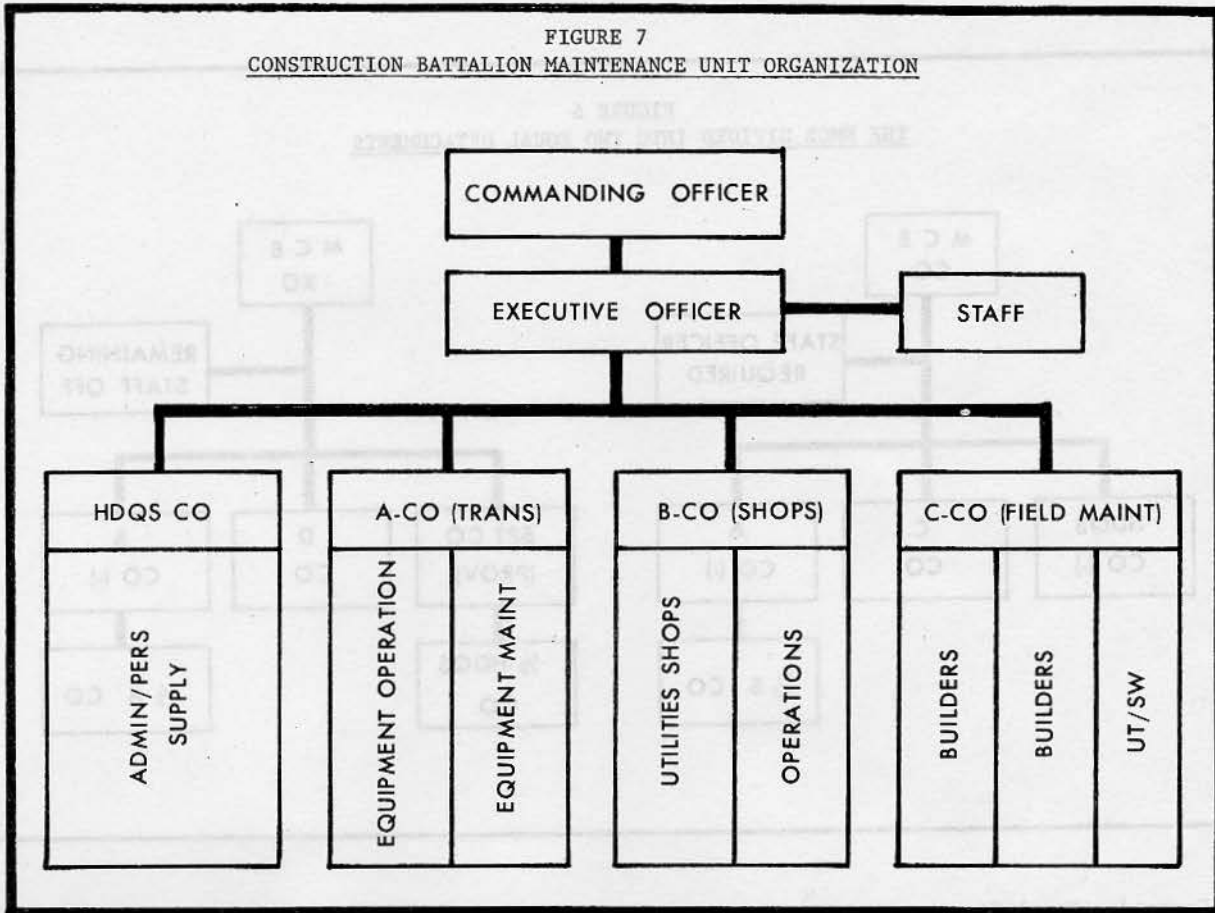 FIGURE 7
CONSTRUCTION BATTALION MAINTENANCE UNIT ORGANIZATION
COMMANDING OFFICER
EXECUTIVE OFFICER
STAFF
HDQS CO
ADMIN/PERS
SUPPLY
A-CO (TRANS)
EQUIPMENT OPERATION
EQUIPMENT MAINT
B-CO (SHOPS)
UTILITIES SHOPS
OPERATIONS
C-CO (FIELD MAINT)
BUILDERS
BUILDERS
UT/SW